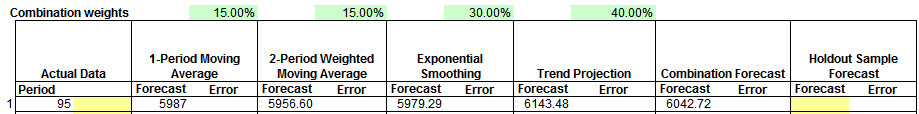 Combination weights 15.00% 15.00% 30.00% 40.00%
1-Period Moving 2-Period Weighted Exponential Holdout Sample
Actual Data Average Moving Average Smoothing Trend Projection Combination Forecast Forecast
Period Forecast Error Forecast Error Forecast Error Forecast Error Forecast Error Forecast Error
1 95 5987 5956.60 5979.29 6143.48 6042.72